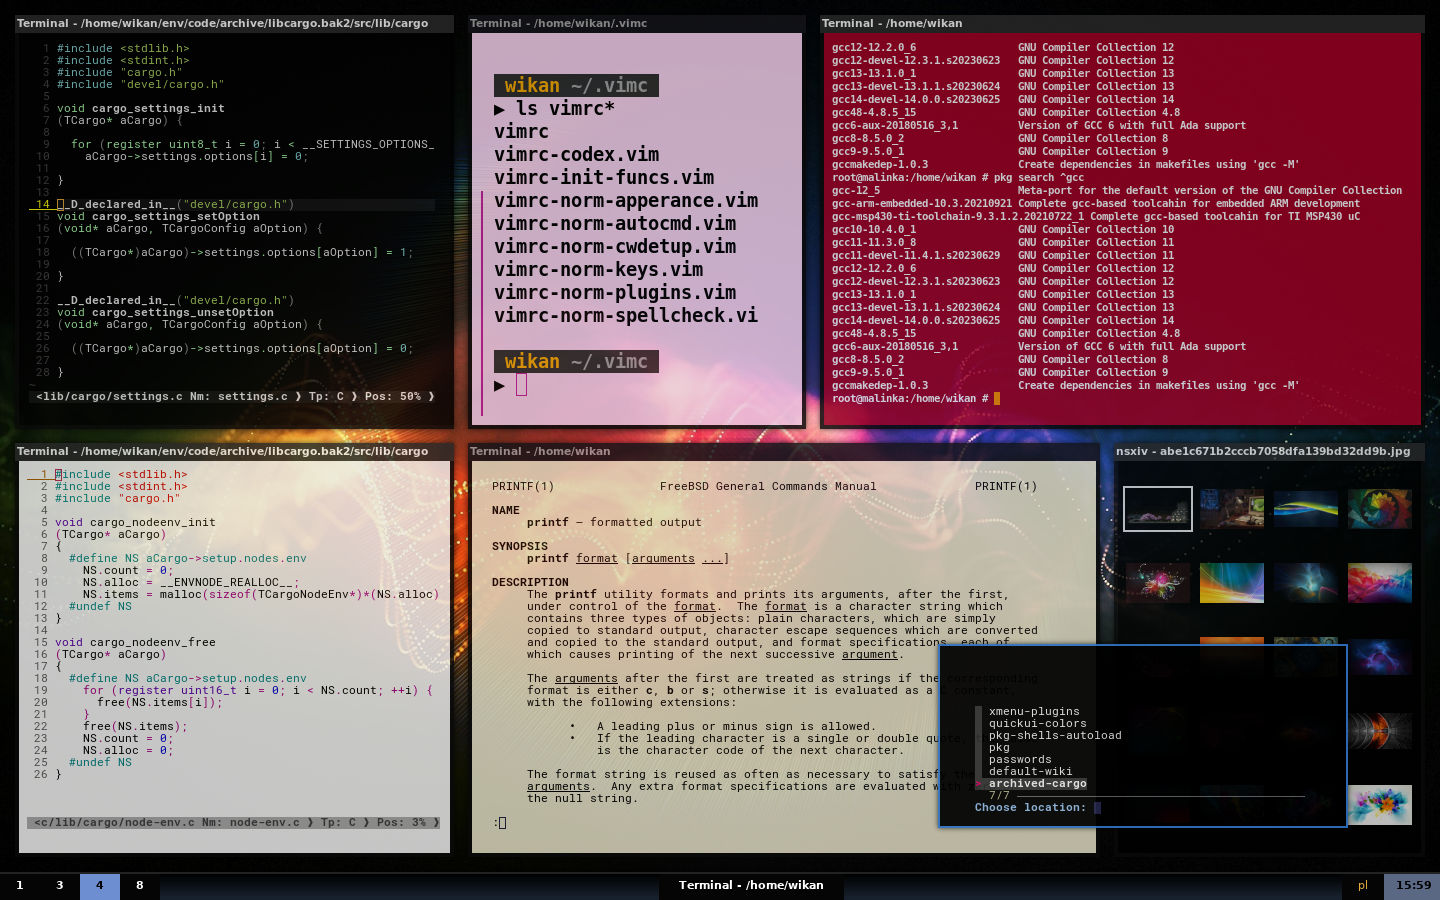 Terminal - /home/wikan/env/code/archive/libcargo.bak2/src/lib/cargo
1 #include <stdlib.h>
2 #include <stdint.h>
3 #include "cargo.h"
4 #include "devel/cargo.h"
5
6 void cargo_settings_init
7 (TCargo* aCargo) {
8
9 for (register uint8_t i = 0; i < __SETTINGS_OPTIONS_
10 aCargo->settings.options[i] = 0;
11
12 }
13
14 __D_declared_in__("devel/cargo.h")
15 void cargo_settings_setOption
16 (void* aCargo, TCargoConfig aOption) {
17
18 ((TCargo*)aCargo)->settings.options[aOption] = 1;
19
20 }
21
22 __D_declared_in__("devel/cargo.h")
23 void cargo_settings_unsetOption
24 (void* aCargo, TCargoConfig aOption) {
25
26 ((TCargo*)aCargo)->settings.options[aOption] = 0;
27
28 }
~
<lib/cargo/settings.c Nm: settings.c ❫ Tp: C ❫ Pos: 50% ❫
Terminal - /home/wikan/.vimc
wikan ~/.vimc
▶ ls vimrc*
vimrc
vimrc-codex.vim
vimrc-init-funcs.vim
vimrc-norm-apperance.vim
vimrc-norm-autocmd.vim
vimrc-norm-cwdetup.vim
vimrc-norm-keys.vim
vimrc-norm-plugins.vim
vimrc-norm-spellcheck.vi
wikan ~/.vimc
▶
Terminal - /home/wikan
gcc12-12.2.0_6 GNU Compiler Collection 12
gcc12-devel-12.3.1.s20230623 GNU Compiler Collection 12
gcc13-13.1.0_1 GNU Compiler Collection 13
gcc13-devel-13.1.1.s20230624 GNU Compiler Collection 13
gcc14-devel-14.0.0.s20230625 GNU Compiler Collection 14
gcc48-4.8.5_15 GNU Compiler Collection 4.8
gcc6-aux-20180516_3,1 Version of GCC 6 with full Ada support
gcc8-8.5.0_2 GNU Compiler Collection 8
gcc9-9.5.0_1 GNU Compiler Collection 9
gccmakedep-1.0.3 Create dependencies in makefiles using 'gcc -M'
root@malinka:/home/wikan # pkg search ^gcc
gcc-12_5 Meta-port for the default version of the GNU Compiler Collection
gcc-arm-embedded-10.3.20210921 Complete gcc-based toolcahin for embedded ARM development
gcc-msp430-ti-toolchain-9.3.1.2.20210722_1 Complete gcc-based toolcahin for TI MSP430 uC
gcc10-10.4.0_1 GNU Compiler Collection 10
gcc11-11.3.0_8 GNU Compiler Collection 11
gcc11-devel-11.4.1.s20230629 GNU Compiler Collection 11
gcc12-12.2.0_6 GNU Compiler Collection 12
gcc12-devel-12.3.1.s20230623 GNU Compiler Collection 12
gcc13-13.1.0_1 GNU Compiler Collection 13
gcc13-devel-13.1.1.s20230624 GNU Compiler Collection 13
gcc14-devel-14.0.0.s20230625 GNU Compiler Collection 14
gcc48-4.8.5_15 GNU Compiler Collection 4.8
gcc6-aux-20180516_3,1 Version of GCC 6 with full Ada support
gcc8-8.5.0_2 GNU Compiler Collection 8
gcc9-9.5.0_1 GNU Compiler Collection 9
gccmakedep-1.0.3 Create dependencies in makefiles using 'gcc -M'
root@malinka:/home/wikan #
Terminal - /home/wikan/env/code/archive/libcargo.bak2/src/lib/cargo
1 #include <stdlib.h>
2 #include <stdint.h>
3 #include "cargo.h"
4
5 void cargo_nodeenv_init
6 (TCargo* aCargo)
7 {
8 #define NS aCargo->setup.nodes.env
9 NS.count = 0;
10 NS.alloc = __ENVNODE_REALLOC__;
11 NS.items = malloc(sizeof(TCargoNodeEnv*)*(NS.alloc)
12 #undef NS
13 }
14
15 void cargo_nodeenv_free
16 (TCargo* aCargo)
17 {
18 #define NS aCargo->setup.nodes.env
19 for (register uint16_t i = 0; i < NS.count; ++i) {
20 free(NS.items[i]);
21 }
22 free(NS.items);
23 NS.count = 0;
24 NS.alloc = 0;
25 #undef NS
26 }
<c/lib/cargo/node-env.c Nm: node-env.c ❫ Tp: C ❫ Pos: 3% ❫
Terminal - /home/wikan
PRINTF(1) FreeBSD General Commands Manual PRINTF(1)
NAME
printf – formatted output
SYNOPSIS
printf format [arguments ...]
DESCRIPTION
The printf utility formats and prints its arguments, after the first,
under control of the format. The format is a character string which
contains three types of objects: plain characters, which are simply
copied to standard output, character escape sequences which are converted
and copied to the standard output, and format specifications, each of
which causes printing of the next successive argument.
The arguments after the first are treated as strings if the corresponding
format is either c, b or s; otherwise it is evaluated as a C constant,
with the following extensions:
• A leading plus or minus sign is allowed.
• If the leading character is a single or double quote,
is the character code of the next character.
The format string is reused as often as necessary to satisfy the
arguments. Any extra format specifications are evaluated with
the null string.
:
nsxiv - abe1c671b2cccb7058dfa139bd32dd9b.jpg
xmenu-plugins
quickui-colors
pkg-shells-autoload
pkg
passwords
default-wiki
> archived-cargo
7/7
Choose location:
1 3 4 8
Terminal - /home/wikan
pl 15:59